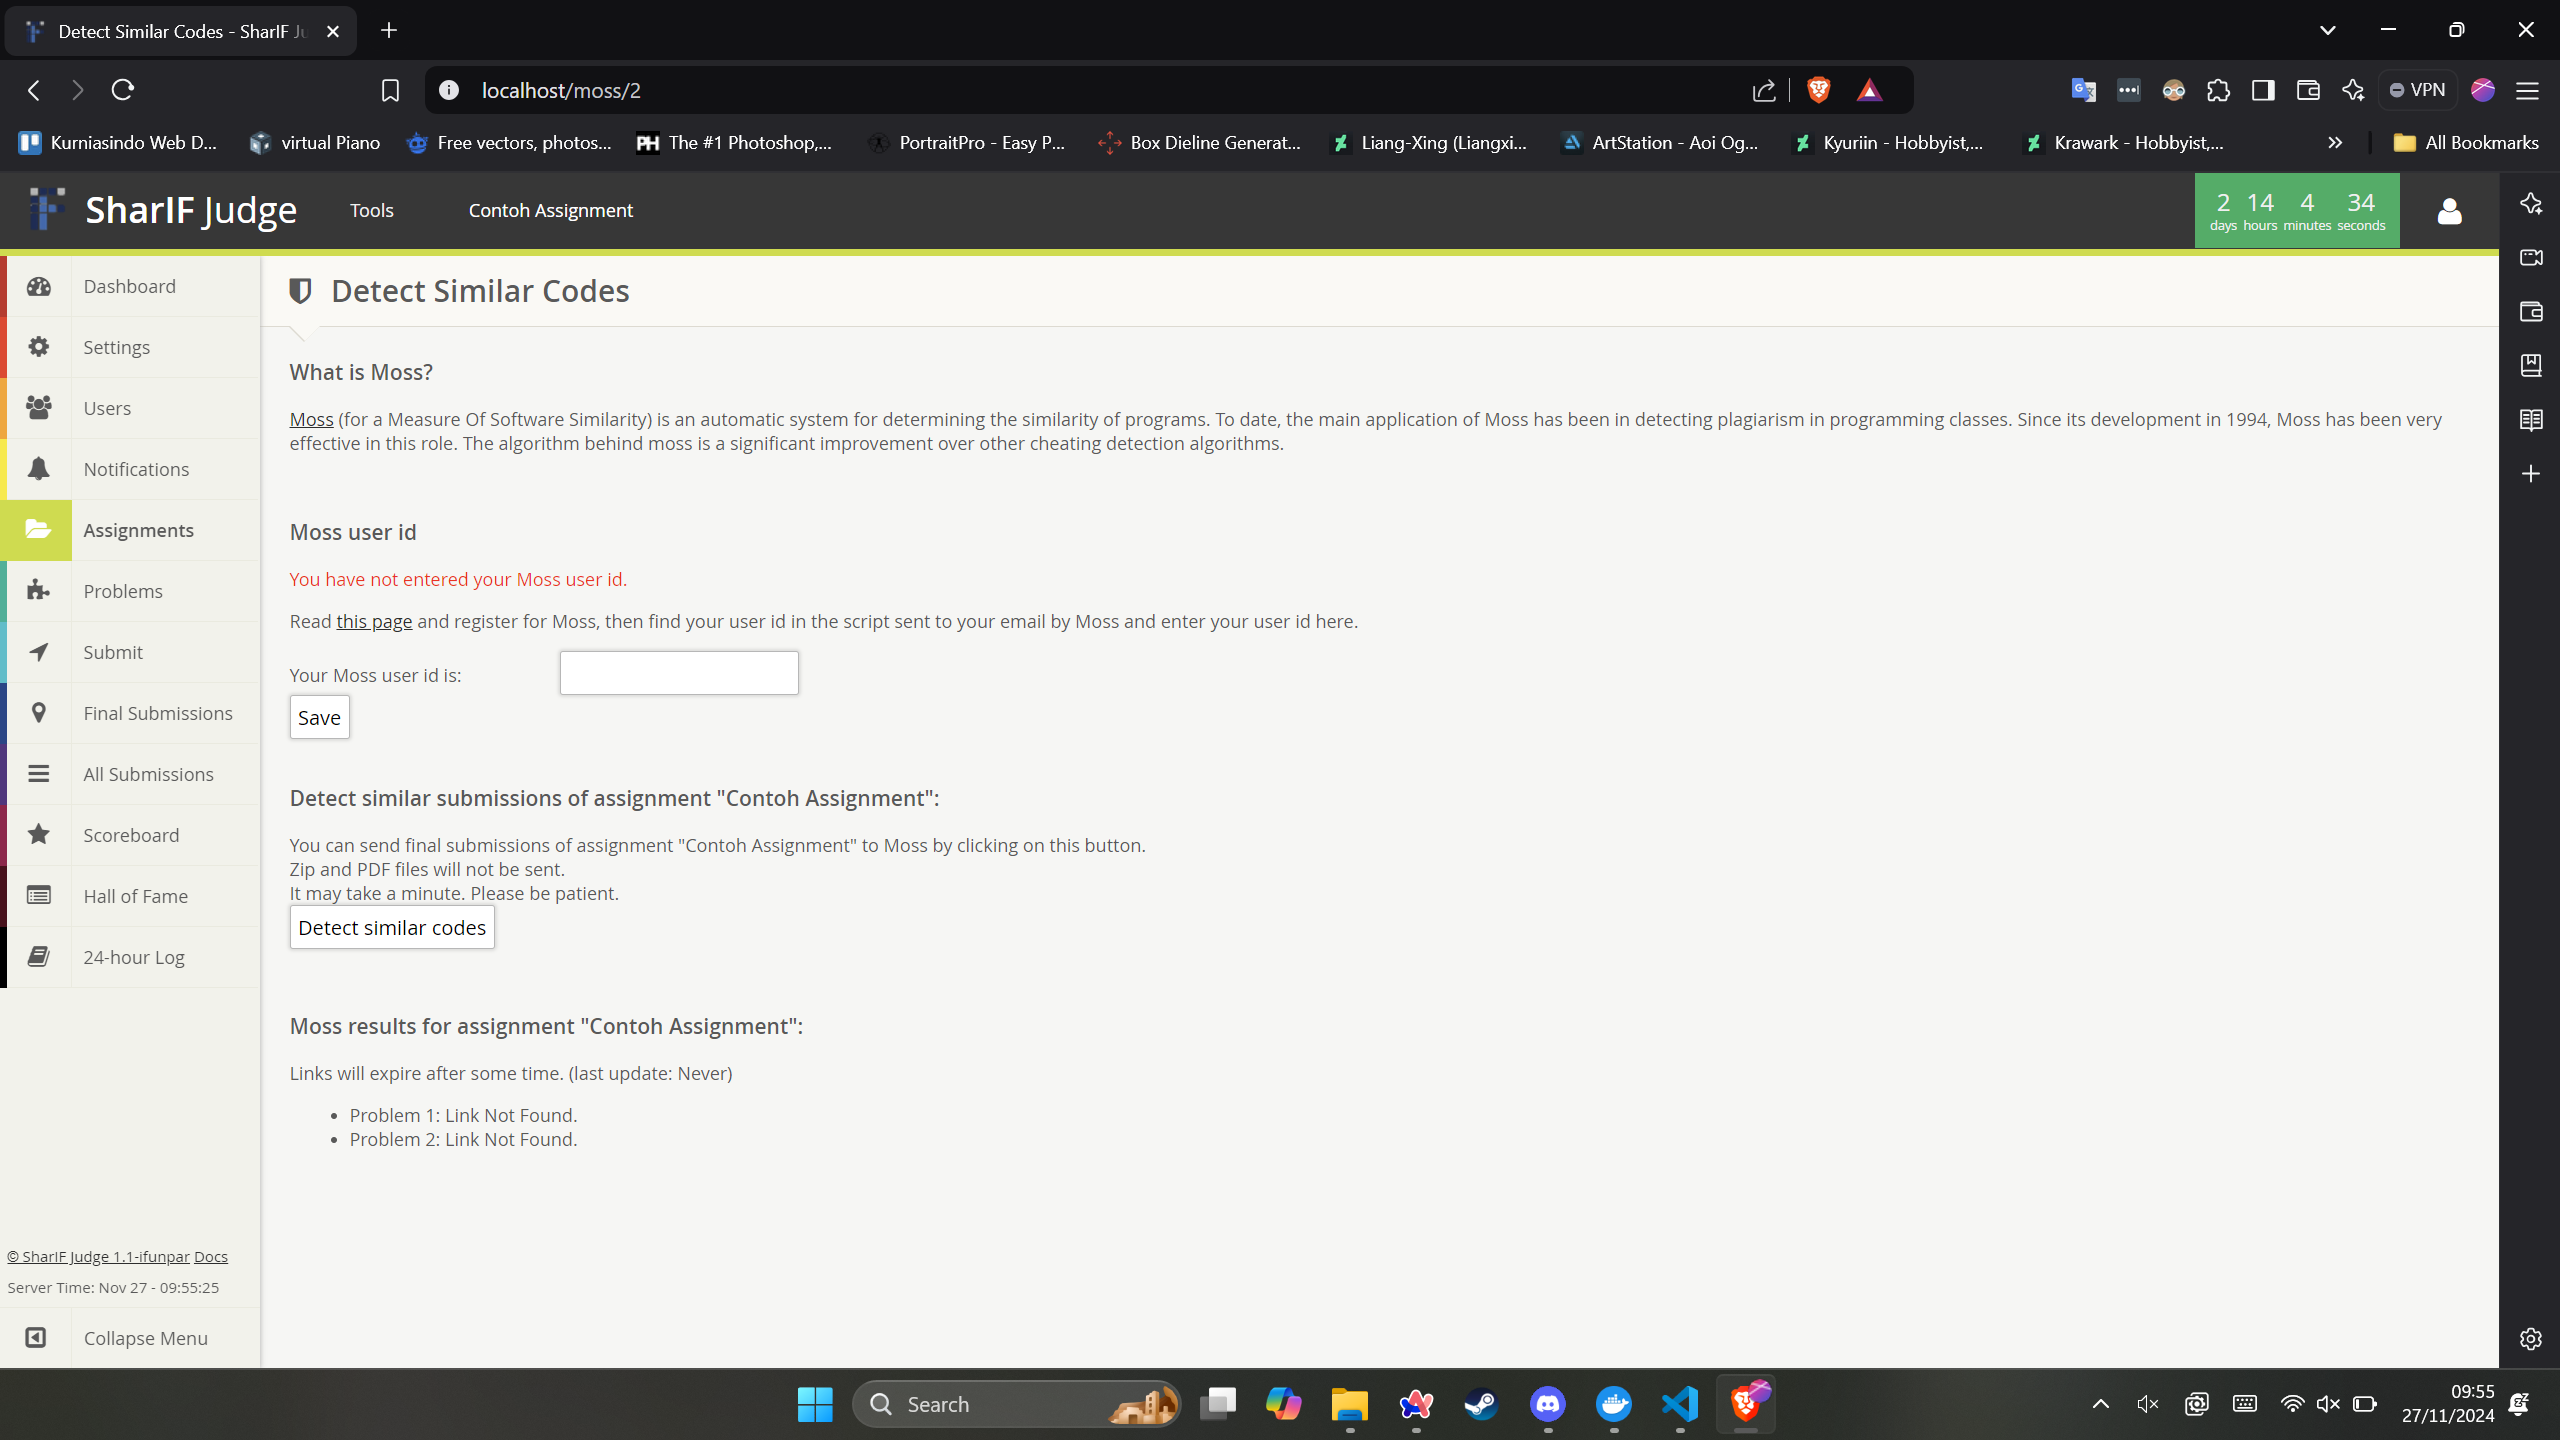 Detect Similar Codes - SharIF Ju
localhost/moss/2
VPN
Kurniasindo Web D...
virtual Piano
Free vectors, photos...
The #1 Photoshop,...
PortraitPro - Easy P...
Box Dieline Generat...
Liang-Xing (Liangxi...
ArtStation - Aoi Og...
Kyuriin - Hobbyist,...
Krawark - Hobbyist,...
All Bookmarks
SharIF Judge
Tools
Contoh Assignment
2 14 4 34
days hours minutes seconds
Dashboard
Settings
Users
Notifications
Assignments
Problems
Submit
Final Submissions
All Submissions
Scoreboard
Hall of Fame
24-hour Log
© SharIF Judge 1.1-ifunpar Docs
Server Time: Nov 27 - 09:55:25
Collapse Menu
Detect Similar Codes
What is Moss?
Moss (for a Measure Of Software Similarity) is an automatic system for determining the similarity of programs. To date, the main application of Moss has been in detecting plagiarism in programming classes. Since its development in 1994, Moss has been very
effective in this role. The algorithm behind moss is a significant improvement over other cheating detection algorithms.
Moss user id
You have not entered your Moss user id.
Read this page and register for Moss, then find your user id in the script sent to your email by Moss and enter your user id here.
Your Moss user id is:
Save
Detect similar submissions of assignment "Contoh Assignment":
You can send final submissions of assignment "Contoh Assignment" to Moss by clicking on this button.
Zip and PDF files will not be sent.
It may take a minute. Please be patient.
Detect similar codes
Moss results for assignment "Contoh Assignment":
Links will expire after some time. (last update: Never)
• Problem 1: Link Not Found.
• Problem 2: Link Not Found.
Search
09:55
27/11/2024